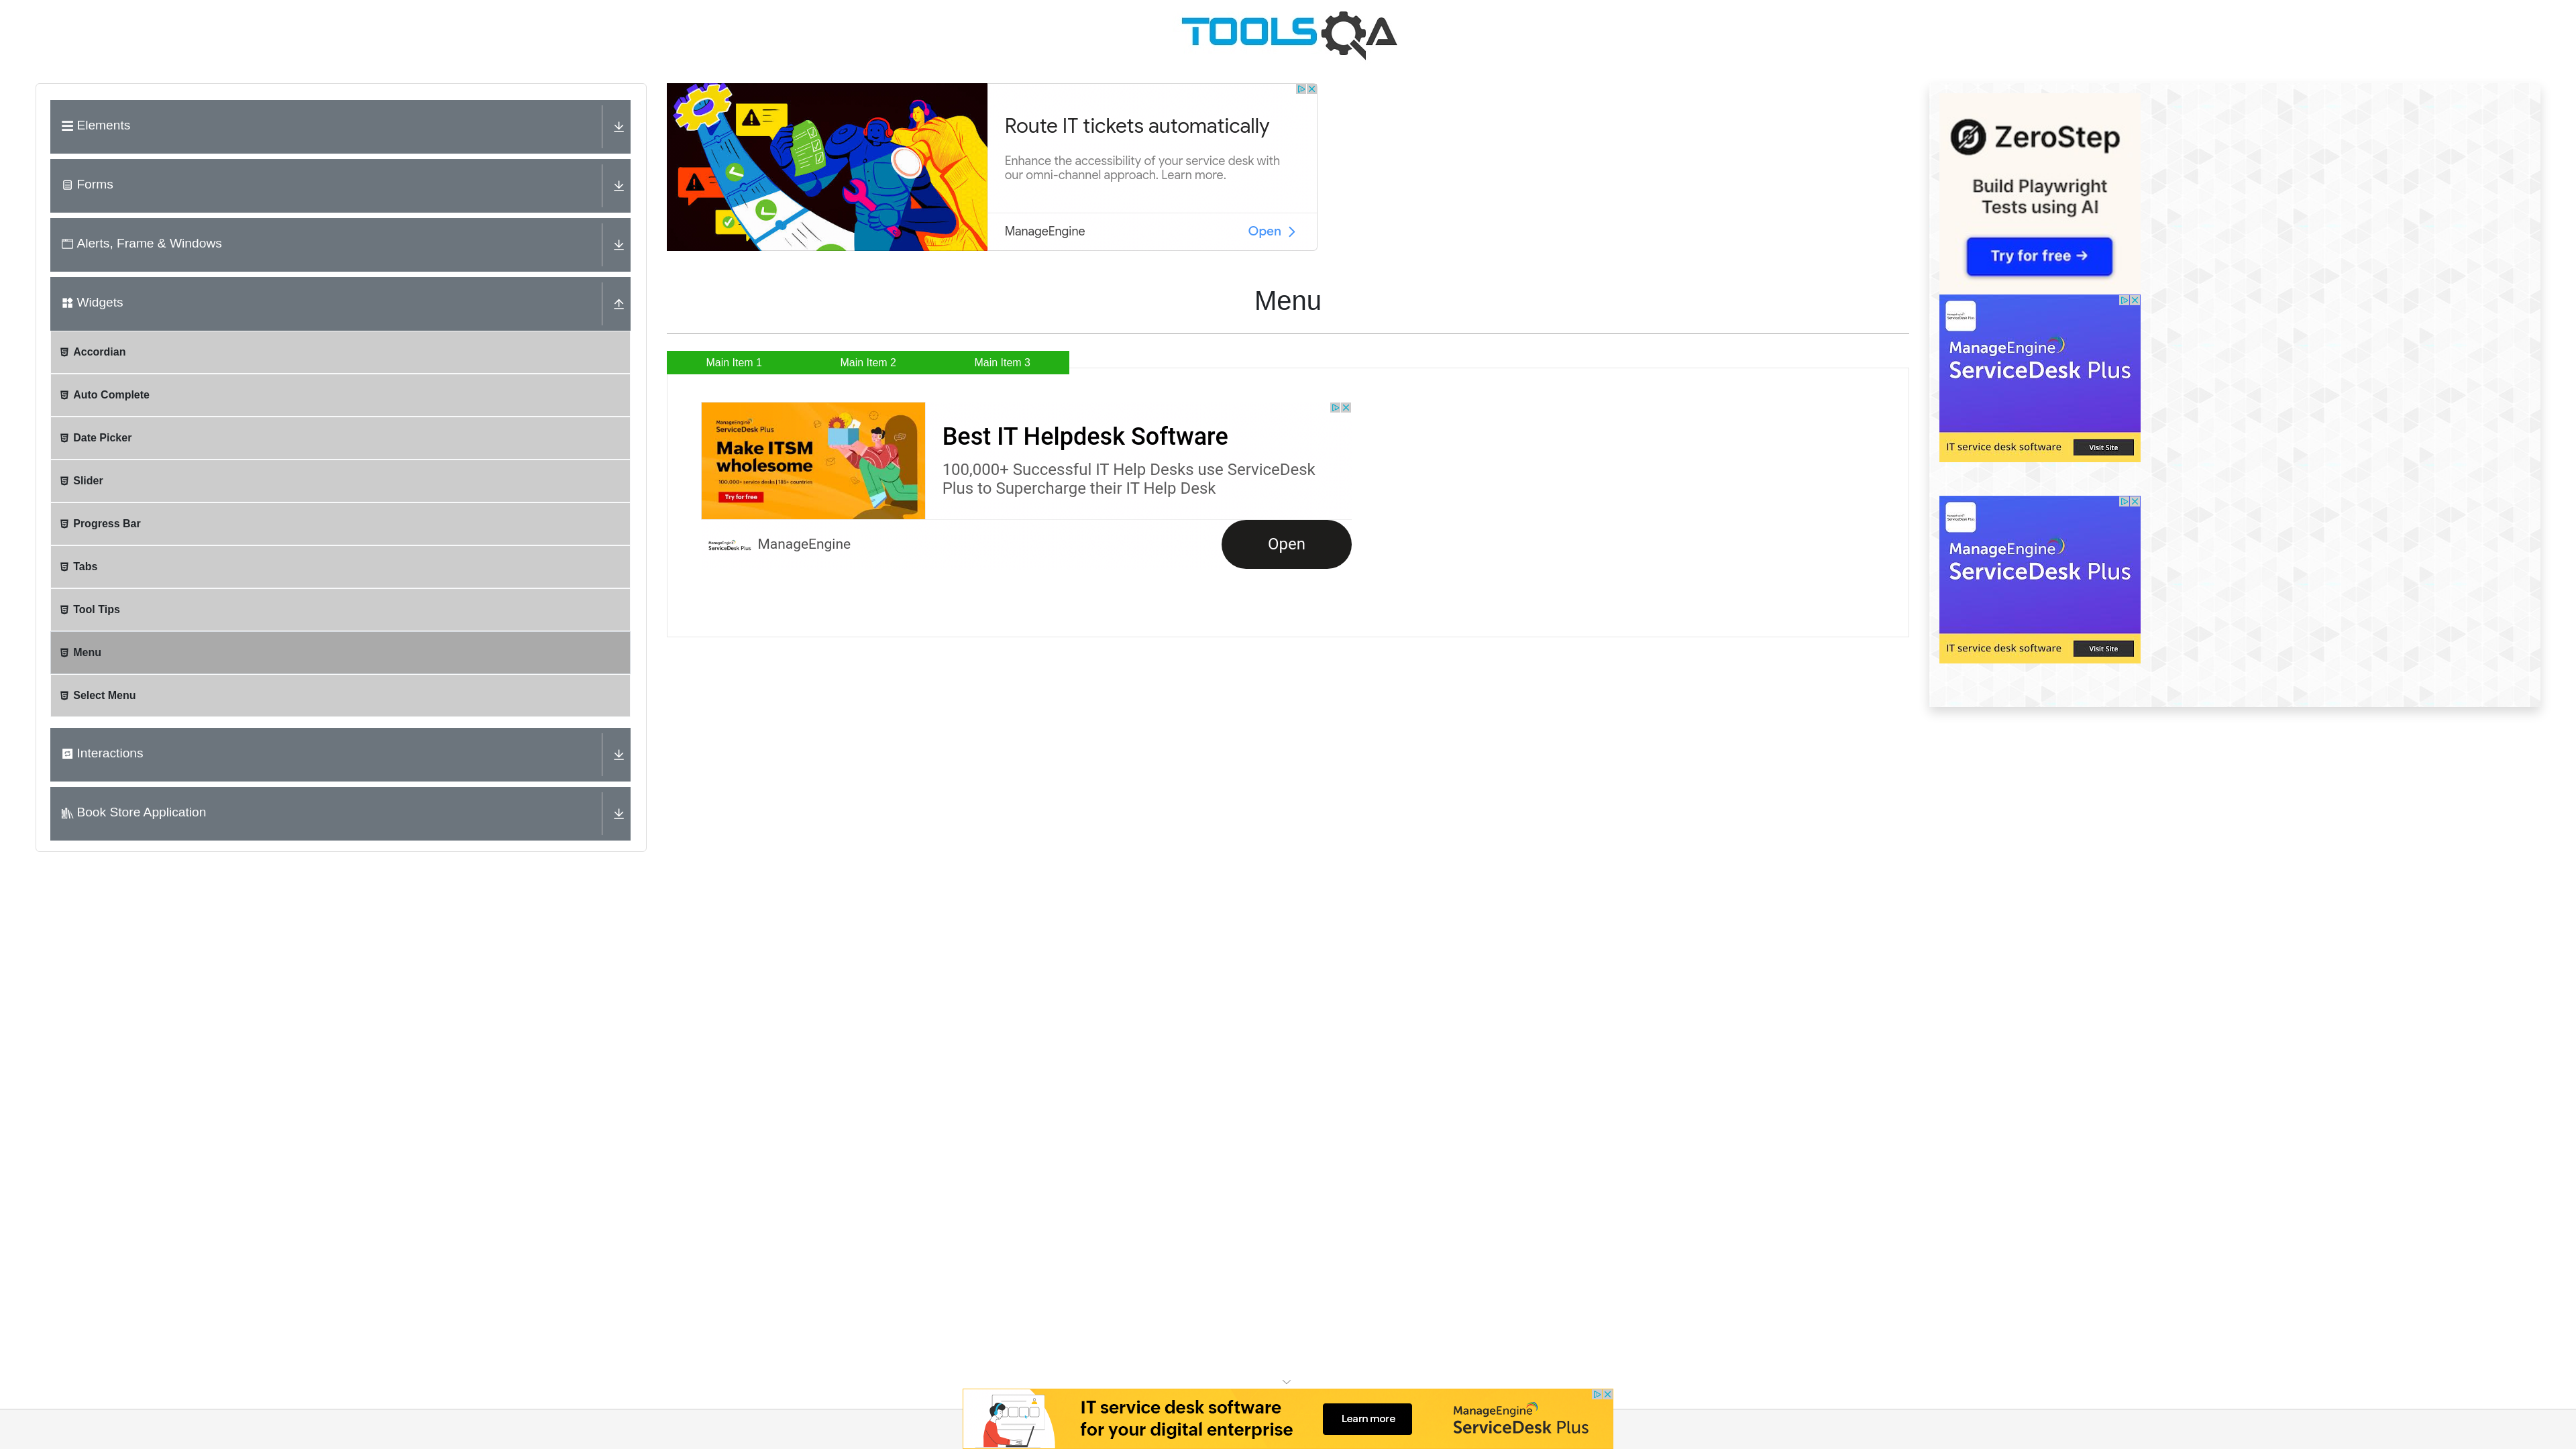 TOOLSQA
Elements
Forms
Alerts, Frame & Windows
Widgets
Accordian
Auto Complete
Date Picker
Slider
Progress Bar
Tabs
Tool Tips
Menu
Select Menu
Interactions
Book Store Application
Route IT tickets automatically
Enhance the accessibility of your service desk with
our omni-channel approach. Learn more.
ManageEngine
Open
Menu
Main Item 1
Main Item 2
Main Item 3
ManageEngine
ServiceDesk Plus
Make ITSM
wholesome
100,000+ service desks | 185+ countries
Try for free
Best IT Helpdesk Software
100,000+ Successful IT Help Desks use ServiceDesk
Plus to Supercharge their IT Help Desk
ManageEngine
ServiceDesk Plus
ManageEngine
Open
ZeroStep
Build Playwright
Tests using AI
Try for free →
ManageEngine
ServiceDesk Plus
IT service desk software
Visit Site
ManageEngine
ServiceDesk Plus
IT service desk software
Visit Site
IT service desk software
for your digital enterprise
Learn more
ManageEngine
ServiceDesk Plus